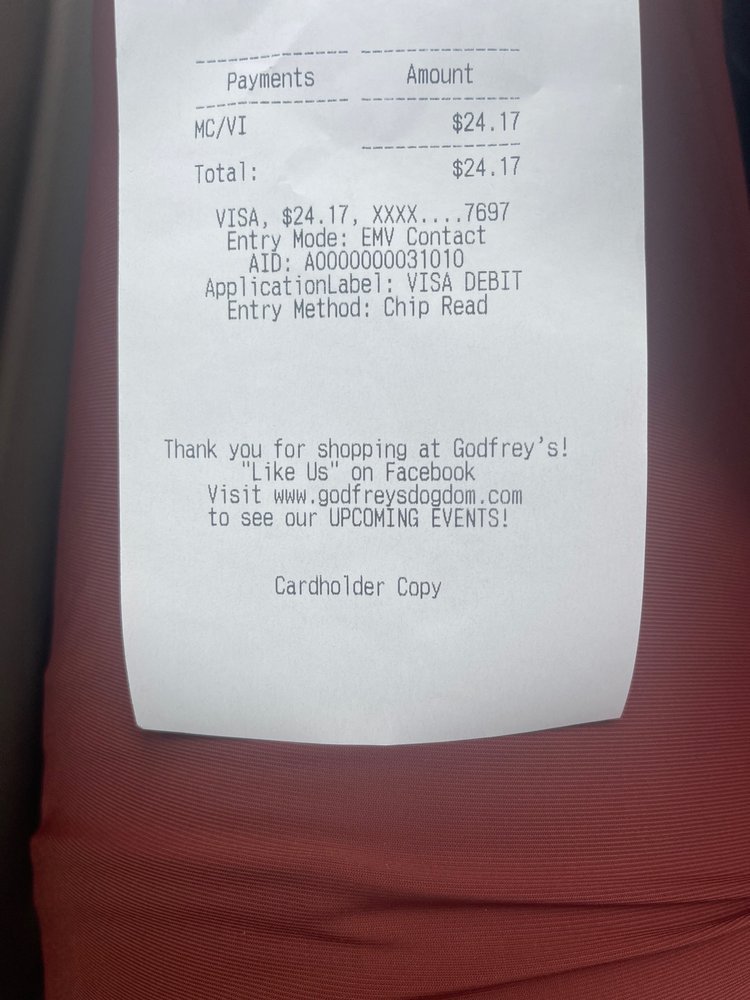 Payments Amount
MC/VI $24.17
Total: $24.17
VISA, $24.17, XXXX....7697
Entry Mode: EMV Contact
AID: A0000000031010
ApplicationLabel: VISA DEBIT
Entry Method: Chip Read
Thank you for shopping at Godfrey's!
"Like Us" on Facebook
Visit www.godfreysdogdom.com
to see our UPCOMING EVENTS!
Cardholder Copy